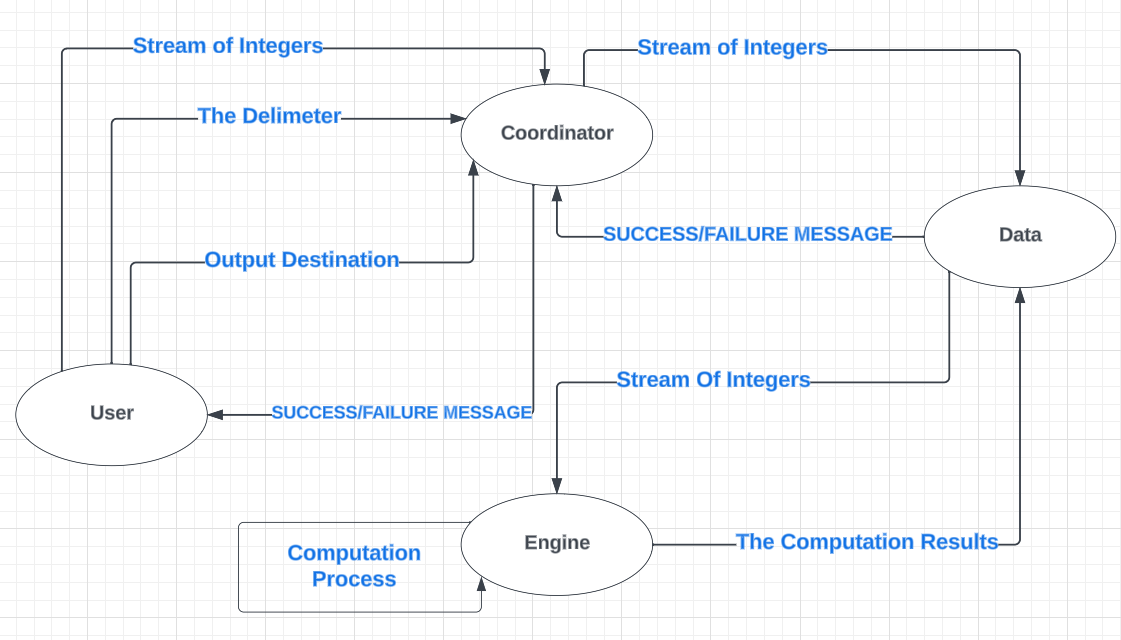 Stream of Integers
Stream of Integers
The Delimeter
Coordinator
SUCCESS/FAILURE MESSAGE
Data
Output Destination
Stream Of Integers
User
SUCCESS/FAILURE MESSAGE
Engine
The Computation Results
Computation
Process